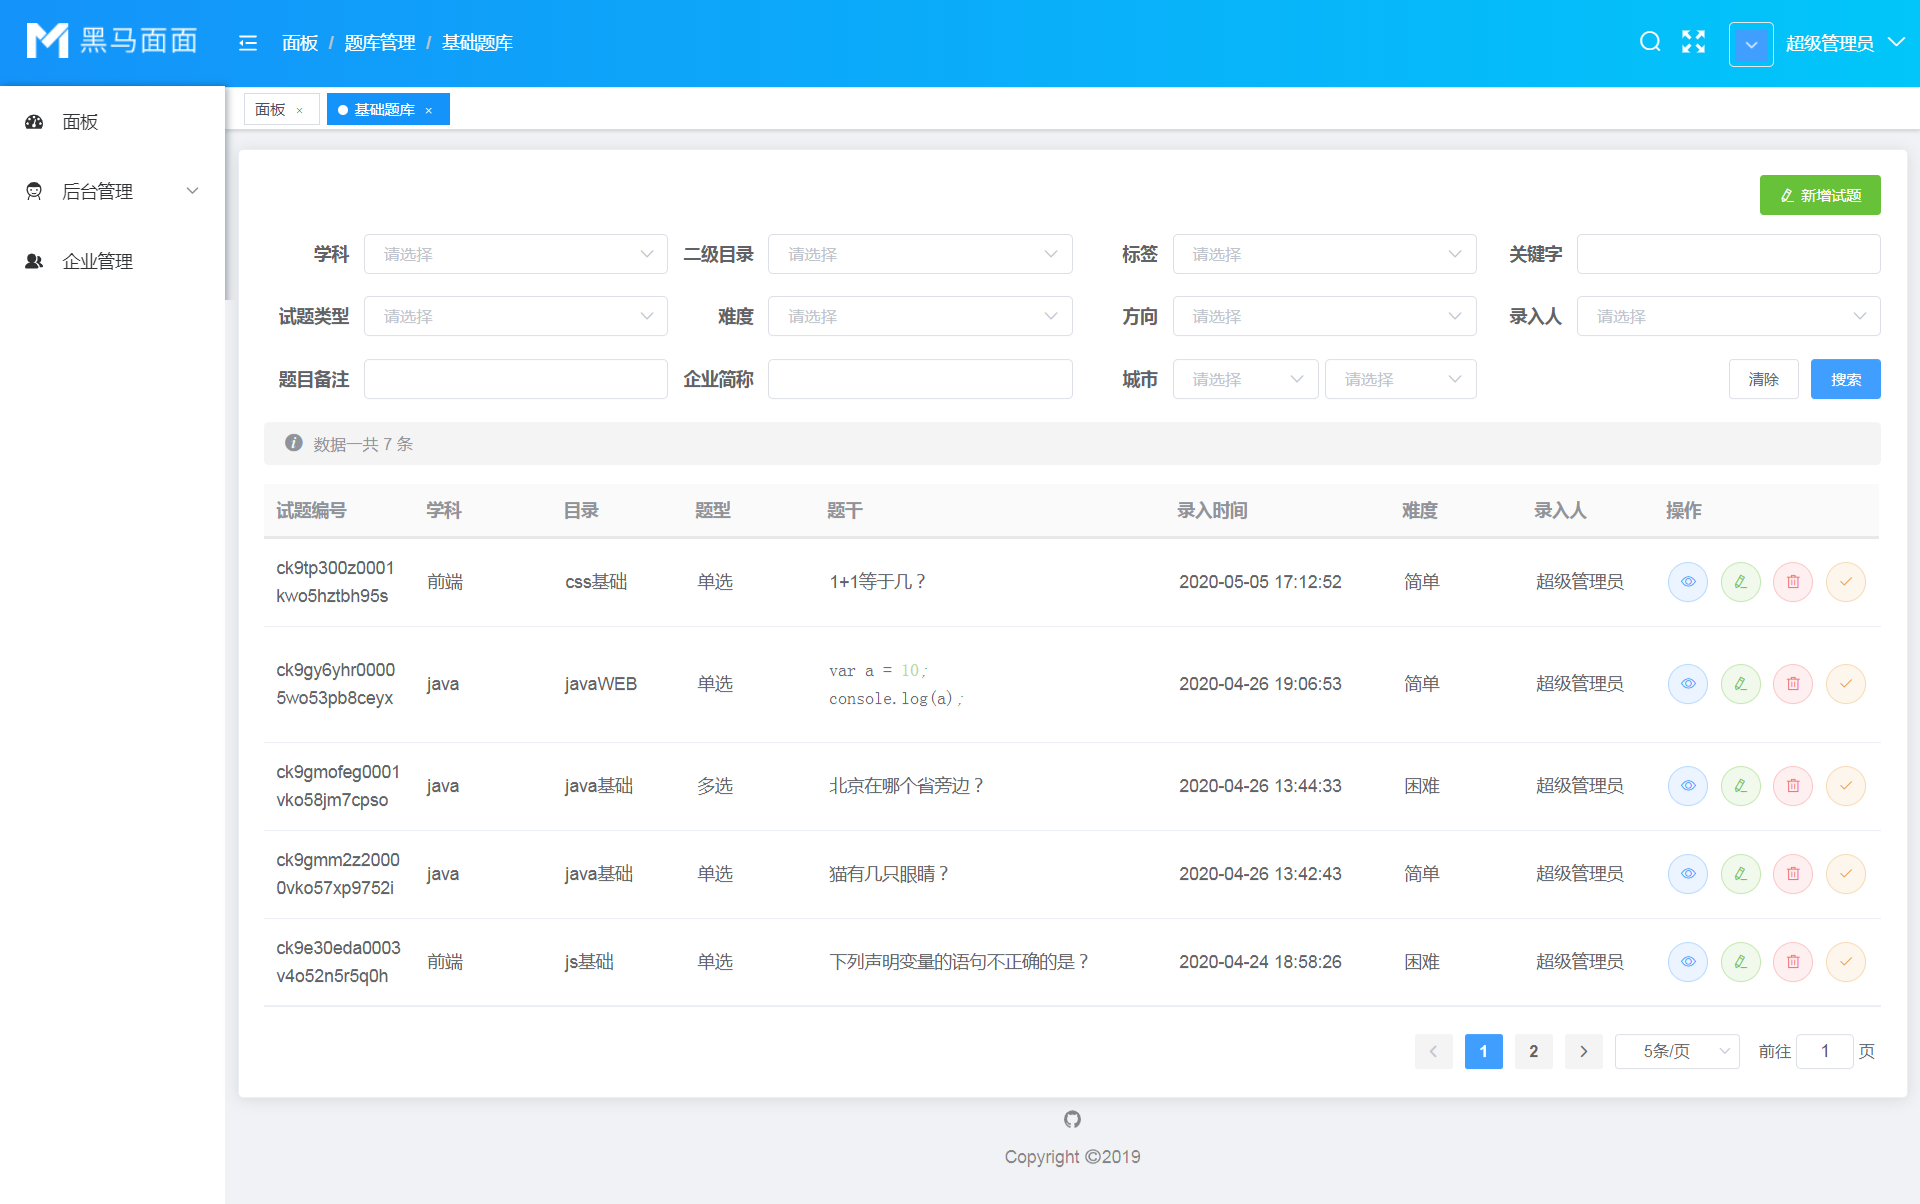 黑马面面
面板 / 题库管理 / 基础题库
超级管理员
面板 ×
基础题库 ×
面板
后台管理
企业管理
新增试题
学科 请选择 二级目录 请选择 标签 请选择 关键字
试题类型 请选择 难度 请选择 方向 请选择 录入人 请选择
题目备注 企业简称 城市 请选择 请选择 清除 搜索
数据一共 7 条
试题编号 学科 目录 题型 题干 录入时间 难度 录入人 操作
ck9tp300z0001
kwo5hztbh95s
前端 css基础 单选 1+1等于几？ 2020-05-05 17:12:52 简单 超级管理员
ck9gy6yhr0000
5wo53pb8ceyx
java javaWEB 单选
var a = 10;
console.log(a);
2020-04-26 19:06:53 简单 超级管理员
ck9gmofeg0001
vko58jm7cpso
java java基础 多选 北京在哪个省旁边？ 2020-04-26 13:44:33 困难 超级管理员
ck9gmm2z2000
0vko57xp9752i
java java基础 单选 猫有几只眼睛？ 2020-04-26 13:42:43 简单 超级管理员
ck9e30eda0003
v4o52n5r5q0h
前端 js基础 单选 下列声明变量的语句不正确的是？ 2020-04-24 18:58:26 困难 超级管理员
1 2 5条/页 前往 1 页
Copyright ©2019